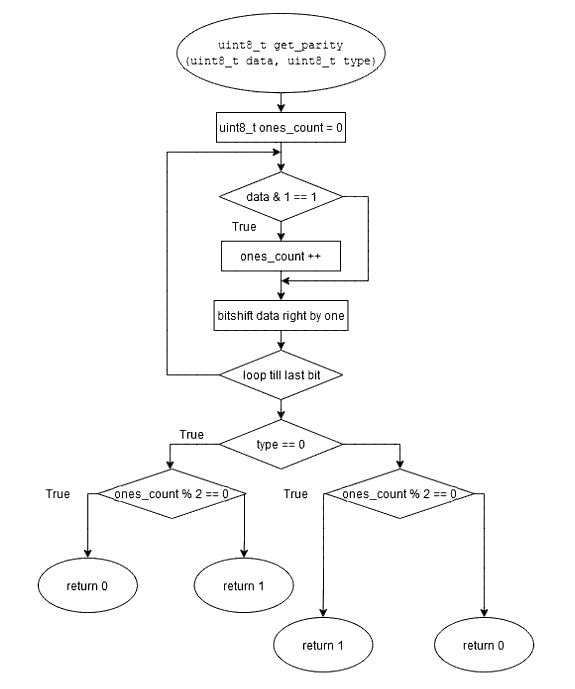 uint8_t get_parity
(uint8_t data, uint8_t type)
uint8_t ones_count = 0
data & 1 == 1
True
ones_count ++
bitshift data right by one
loop till last bit
True
type == 0
True
ones_count % 2 == 0
True
ones_count % 2 == 0
return 0
return 1
return 1
return 0